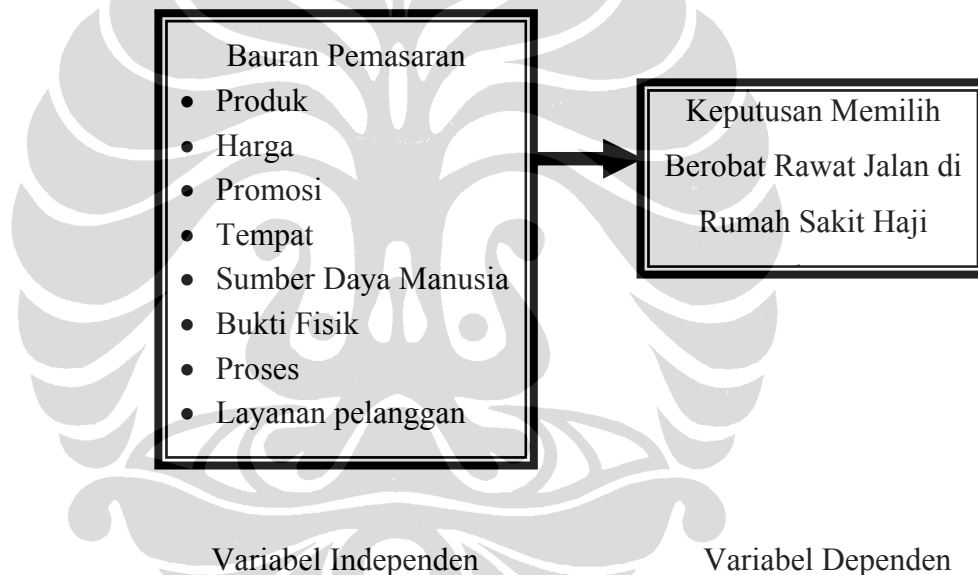 Bauran Pemasaran
• Produk
• Harga
• Promosi
• Tempat
• Sumber Daya Manusia
• Bukti Fisik
• Proses
• Layanan pelanggan
Keputusan Memilih
Berobat Rawat Jalan di
Rumah Sakit Haji
Variabel Independen
Variabel Dependen